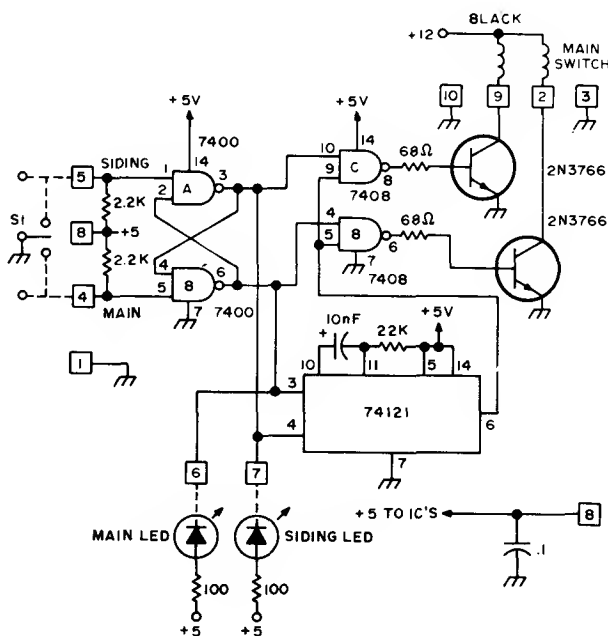 8LACK
+12
MAIN
SWITCH
10
9
2
3
+5V
7400
14
+5V
14
5
SIDING
1
3
A
2
10
9
C
8
68Ω
7408
2N3766
2.2K
S1
8
+5
2.2K
4
5
8
6
68Ω
7
7408
2N3766
4
MAIN
4
5
8
6
7
7400
1
+
10nF
22K
+5V
10
11
5
14
3
4
74121
6
7
6
7
MAIN LED
SIDING LED
100
100
+5
+5
+5 TO IC'S
8
.1